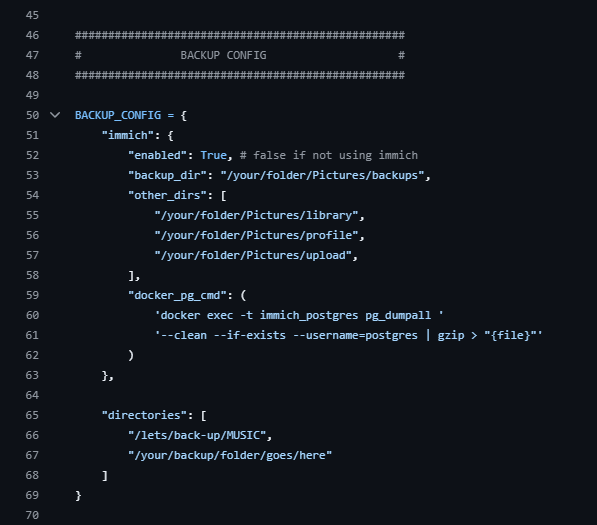 45
46 ##################################################
47 # BACKUP CONFIG #
48 ##################################################
49
50 BACKUP_CONFIG = {
51 "immich": {
52 "enabled": True, # false if not using immich
53 "backup_dir": "/your/folder/Pictures/backups",
54 "other_dirs": [
55 "/your/folder/Pictures/library",
56 "/your/folder/Pictures/profile",
57 "/your/folder/Pictures/upload",
58 ],
59 "docker_pg_cmd": (
60 'docker exec -t immich_postgres pg_dumpall '
61 '--clean --if-exists --username=postgres | gzip > "{file}"'
62 )
63 },
64
65 "directories": [
66 "/lets/back-up/MUSIC",
67 "/your/backup/folder/goes/here"
68 ]
69 }
70